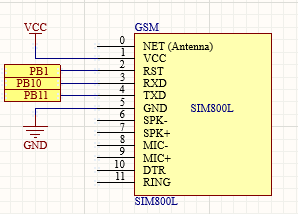 VCC
GSM
0 NET (Antenna)
1 VCC
PB1 2 RST
PB10 3 RXD
PB11 4 TXD
5 GND SIM800L
6 SPK-
7 SPK+
8 MIC-
GND
9 MIC+
10 DTR
11 RING
SIM800L